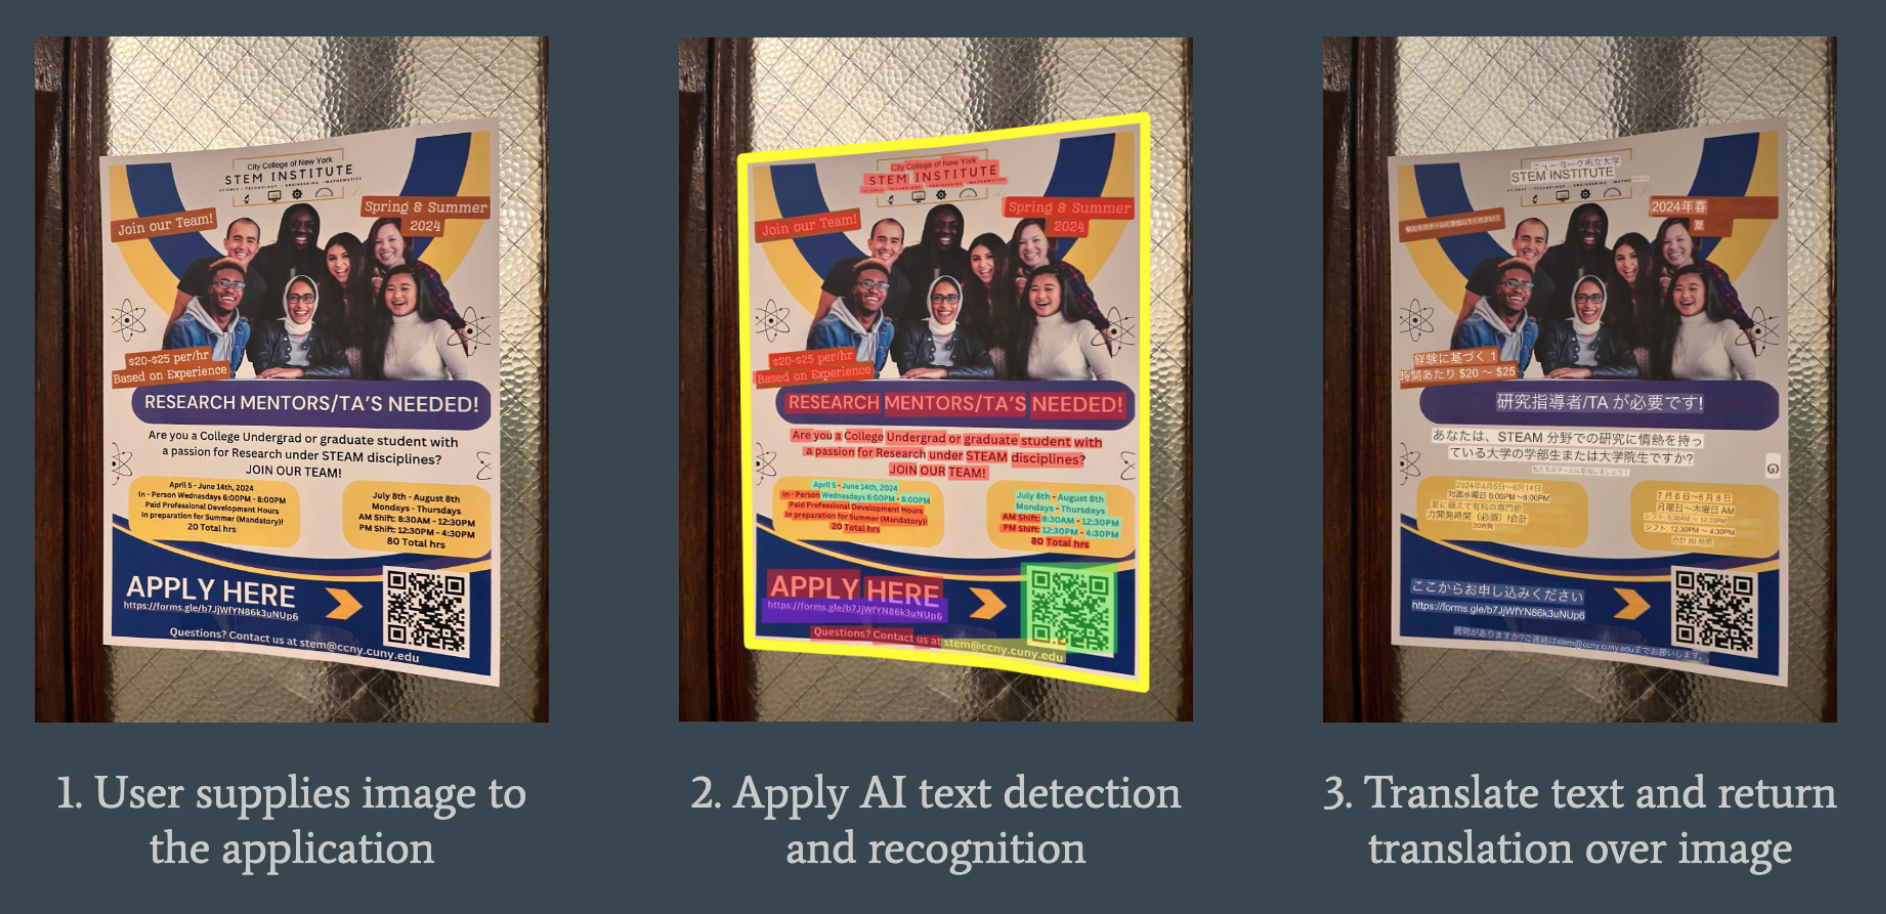 City College of New York
STEM INSTITUTE
SCIENCE · TECHNOLOGY · ENGINEERING · MATHEMATICS
Join our Team!
Spring & Summer
2024
$20-$25 per/hr
Based on Experience
RESEARCH MENTORS/TA'S NEEDED!
Are you a College Undergrad or graduate student with
a passion for Research under STEAM disciplines?
JOIN OUR TEAM!
April 5 - June 14th, 2024
In - Person Wednesdays 6:00PM - 8:00PM
Paid Professional Development Hours
In preparation for Summer (Mandatory)!
20 Total hrs
July 8th - August 8th
Mondays - Thursdays
AM Shift: 8:30AM - 12:30PM
PM Shift: 12:30PM - 4:30PM
80 Total hrs
APPLY HERE
https://forms.gle/b7JjWfYN86k3uNUp6
Questions? Contact us at stem@ccny.cuny.edu
1. User supplies image to
the application
City College of New York
STEM INSTITUTE
Join our Team!
Spring & Summer
2024
$20-$25 per/hr
Based on Experience
RESEARCH MENTORS/TA'S NEEDED!
Are you a College Undergrad or graduate student with
a passion for Research under STEAM disciplines?
JOIN OUR TEAM!
April 5 - June 14th, 2024
In - Person Wednesdays 6:00PM - 8:00PM
Paid Professional Development Hours
In preparation for Summer (Mandatory)!
20 Total hrs
July 8th - August 8th
Mondays - Thursdays
AM Shift: 8:30AM - 12:30PM
PM Shift: 12:30PM - 4:30PM
80 Total hrs
APPLY HERE
https://forms.gle/b7JjWfYN86k3uNUp6
Questions? Contact us at stem@ccny.cuny.edu
2. Apply AI text detection
and recognition
ニューヨーク市立大学
STEM INSTITUTE
2024年春
夏
経験に基づく 1
時間あたり $20 ～ $25
研究指導者/TA が必要です!
あなたは、STEAM 分野での研究に情熱を持っ
ている大学の学部生または大学院生ですか?
2024年4月5日~6月14日
対面水曜日 6:00PM~8:00PM
夏に備えて有料の専門能
力開発時間（必須）!合計
20時間
7 月 8 日~8 月 8 日
月曜日~木曜日 AM
シフト: 8:30AM ~ 12:30PM
シフト: 12:30PM ~ 4:30PM
合計 80 時間
ここからお申し込みください
https://forms.gle/b7JjWfYN86k3uNUp6
質問がありますか?ご連絡はstem@ccny.cuny.eduまでお願いします。
3. Translate text and return
translation over image